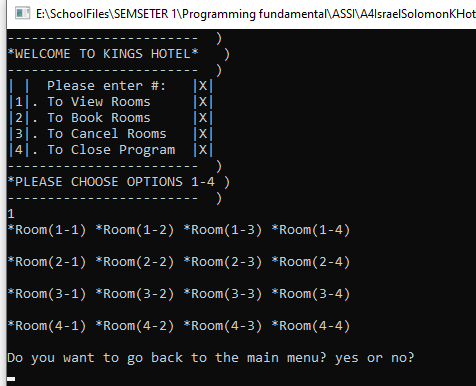 E:\SchoolFiles\SEMSETER 1\Programming fundamental\ASSI\A4IsraelSolomonKHot
------------------------  )
*WELCOME TO KINGS HOTEL*   )
------------------------  )
| |  Please enter #:   |X|
|1|. To View Rooms     |X|
|2|. To Book Rooms     |X|
|3|. To Cancel Rooms   |X|
|4|. To Close Program  |X|
------------------------  )
*PLEASE CHOOSE OPTIONS 1-4 )
------------------------  )
1
*Room(1-1) *Room(1-2) *Room(1-3) *Room(1-4)
*Room(2-1) *Room(2-2) *Room(2-3) *Room(2-4)
*Room(3-1) *Room(3-2) *Room(3-3) *Room(3-4)
*Room(4-1) *Room(4-2) *Room(4-3) *Room(4-4)
Do you want to go back to the main menu? yes or no?